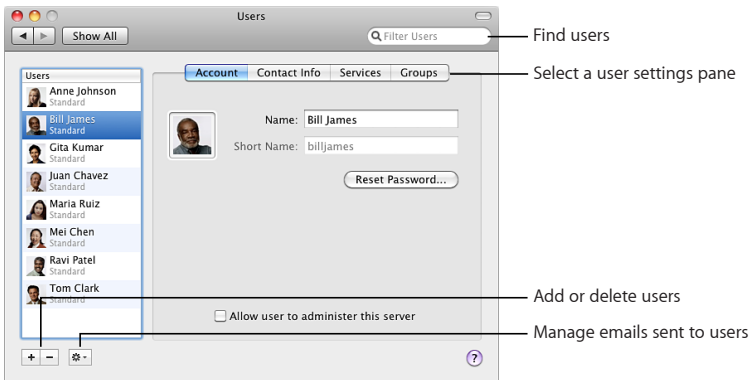 Users
Show All
Filter Users
Find users
Account Contact Info Services Groups
Select a user settings pane
Users
Anne Johnson
Standard
Bill James
Standard
Gita Kumar
Standard
Juan Chavez
Standard
Maria Ruiz
Standard
Mei Chen
Standard
Ravi Patel
Standard
Tom Clark
Standard
Name: Bill James
Short Name: billjames
Reset Password...
Add or delete users
Allow user to administer this server
Manage emails sent to users
+ −
?